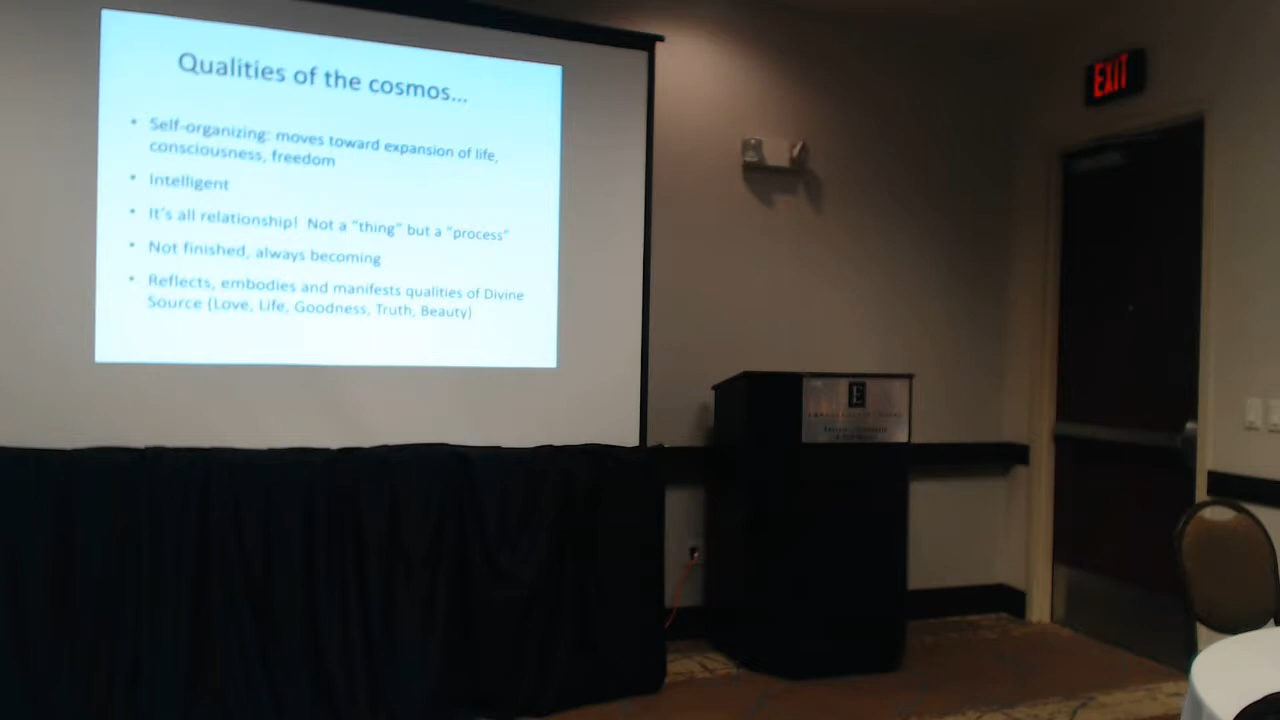 Qualities of the cosmos...
• Self-organizing: moves toward expansion of life,
consciousness, freedom
• Intelligent
• It's all relationship! Not a "thing" but a "process"
• Not finished, always becoming
• Reflects, embodies and manifests qualities of Divine
Source (Love, Life, Goodness, Truth, Beauty)
EXIT
E